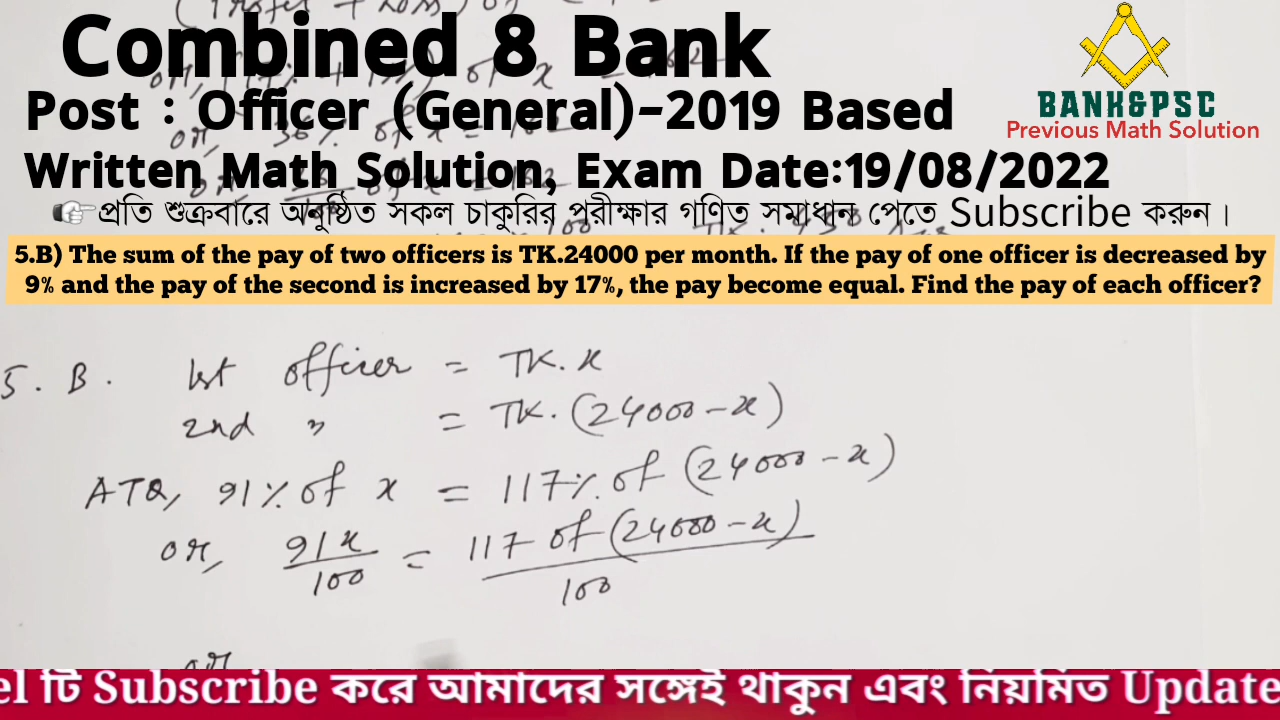 Combined 8 Bank
Post : Officer (General)-2019 Based
Written Math Solution, Exam Date:19/08/2022
BANK&PSC
Previous Math Solution
প্রতি শুক্রবারে অনুষ্ঠিত সকল চাকুরির পরীক্ষার গণিত সমাধান পেতে Subscribe করুন।
5.B) The sum of the pay of two officers is TK.24000 per month. If the pay of one officer is decreased by
9% and the pay of the second is increased by 17%, the pay become equal. Find the pay of each officer?
5. B. 1st officer = TK. x
2nd " = TK. (24000 - x)
ATQ, 91% of x = 117% of (24000 - x)
or, 91x/100 = 117 of (24000 - x)/100
or
el টি Subscribe করে আমাদের সঙ্গেই থাকুন এবং নিয়মিত Update